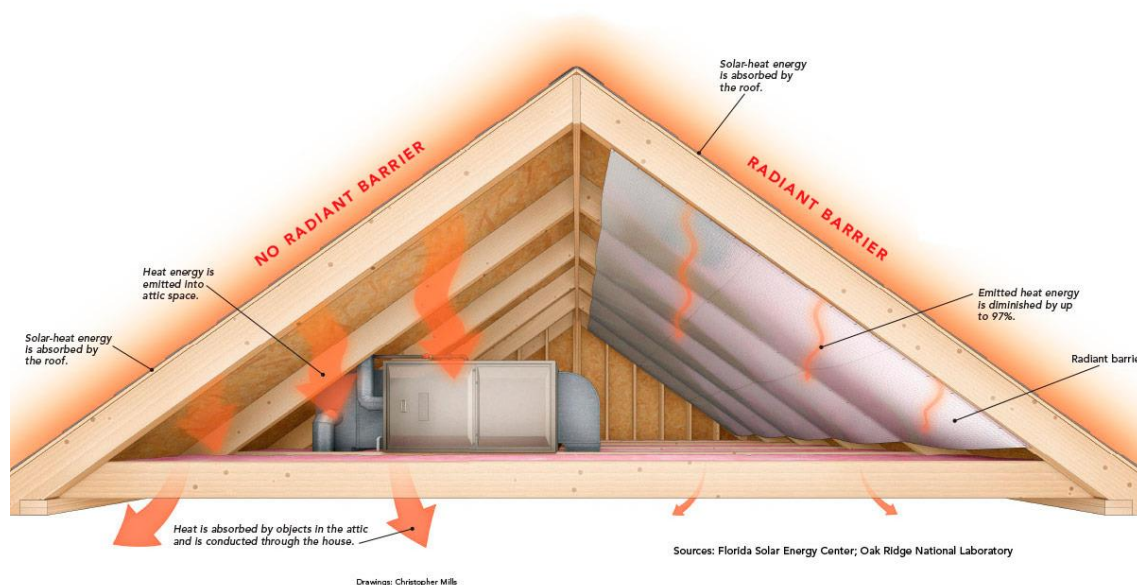 Solar-heat energy
is absorbed by
the roof.
NO RADIANT BARRIER
RADIANT BARRIER
Heat energy is
emitted into
attic space.
Solar-heat energy
is absorbed by
the roof.
Emitted heat energy
is diminished by up
to 97%.
Radiant barrie
Heat is absorbed by objects in the attic
and is conducted through the house.
Sources: Florida Solar Energy Center; Oak Ridge National Laboratory
Drawings: Christopher Mills